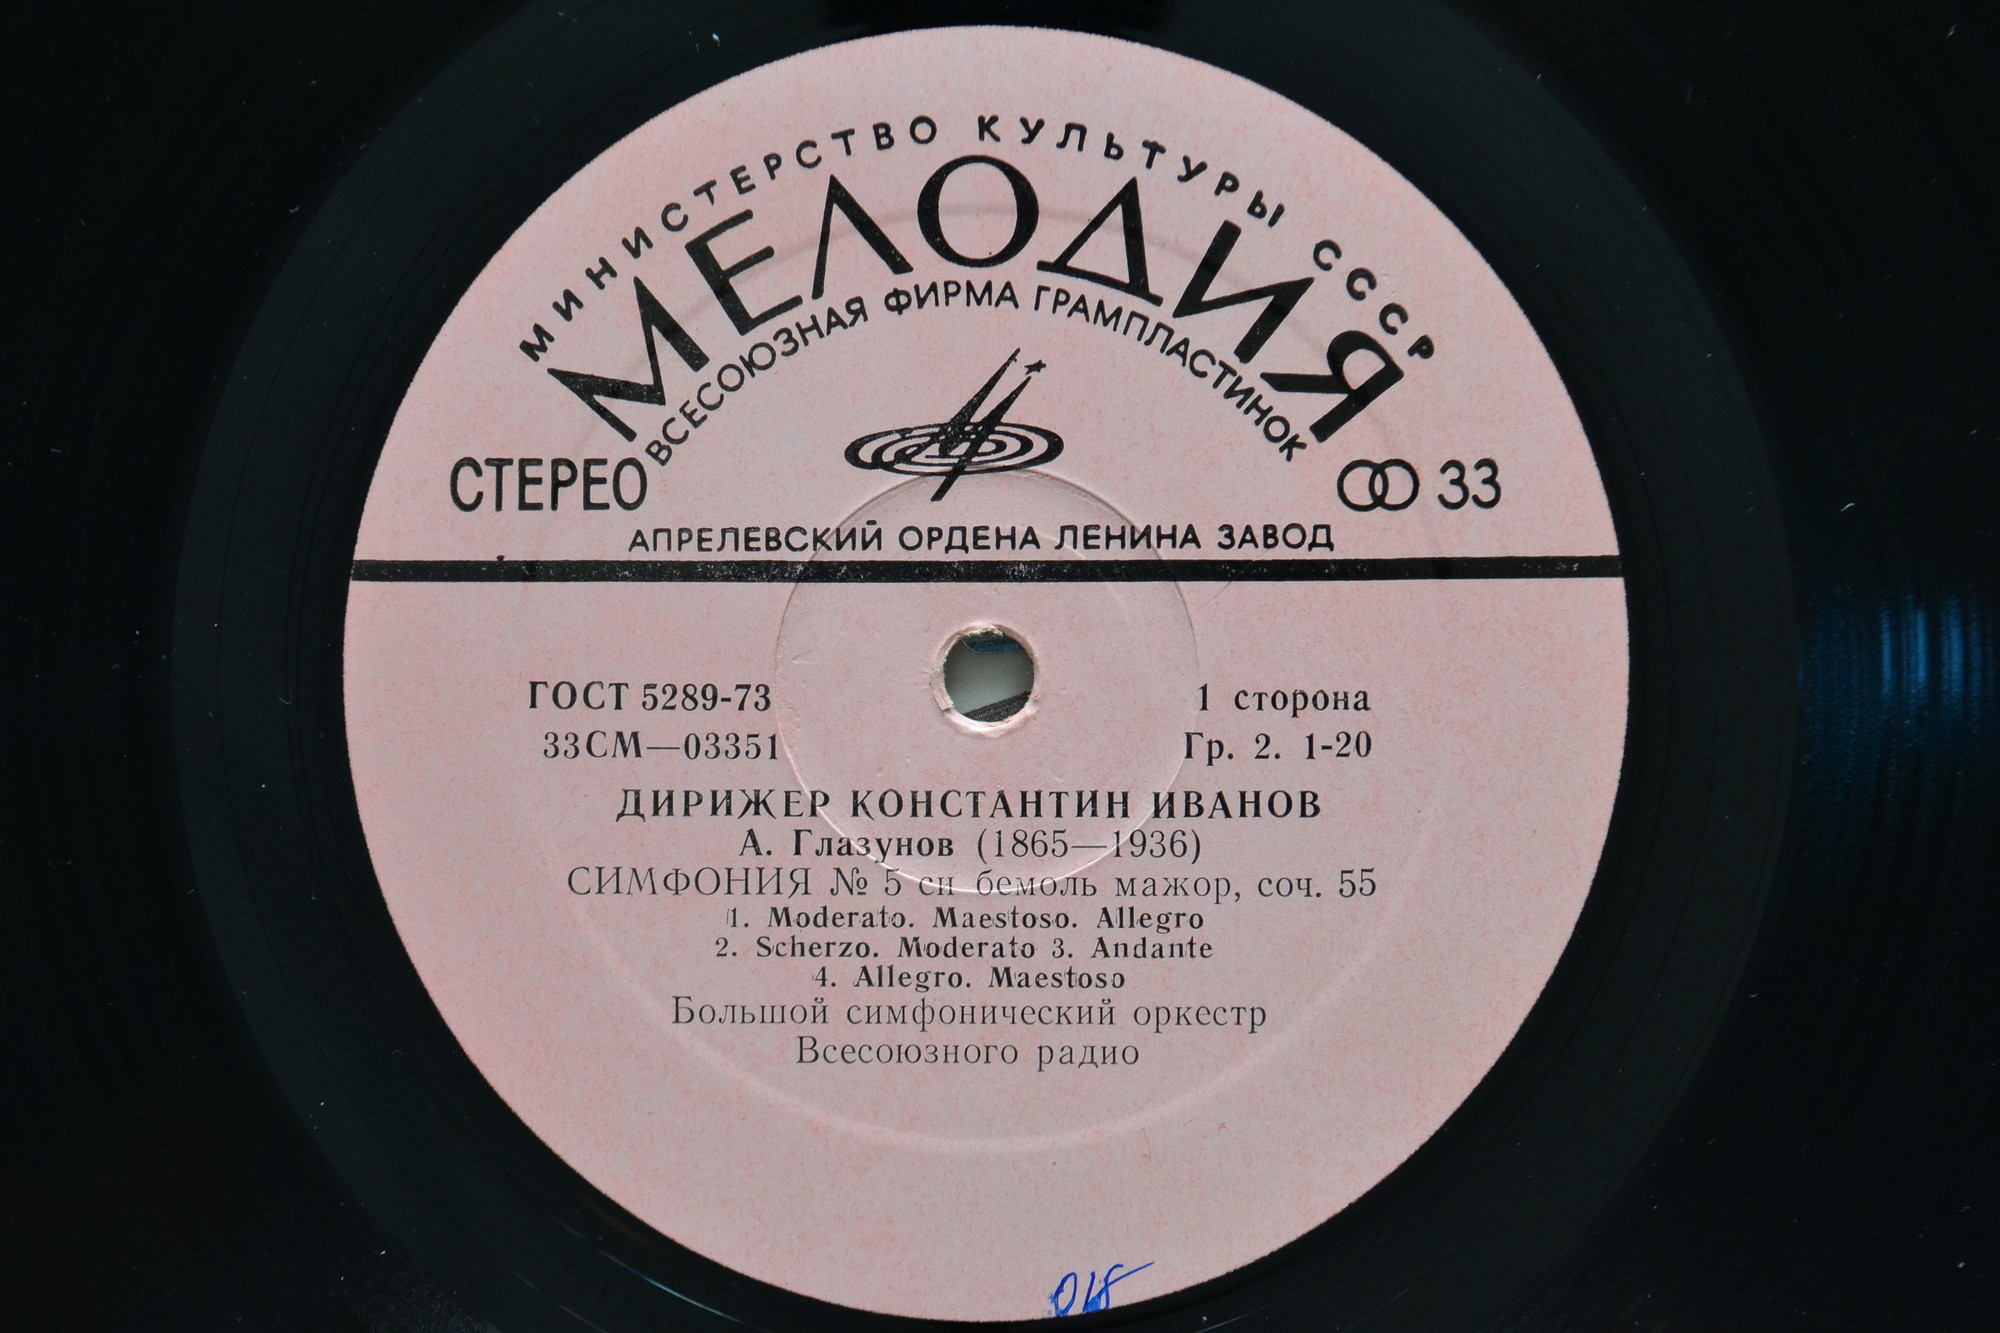 МИНИСТЕРСТВО КУЛЬТУРЫ СССР
МЕЛОДИЯ
ВСЕСОЮЗНАЯ ФИРМА ГРАМПЛАСТИНОК
СТЕРЕО 33
АПРЕЛЕВСКИЙ ОРДЕНА ЛЕНИНА ЗАВОД
ГОСТ 5289-73 1 сторона
33СМ—03351 Гр. 2. 1-20
ДИРИЖЕР КОНСТАНТИН ИВАНОВ
А. Глазунов (1865—1936)
СИМФОНИЯ № 5 си бемоль мажор, соч. 55
1. Moderato. Maestoso. Allegro
2. Scherzo. Moderato 3. Andante
4. Allegro. Maestoso
Большой симфонический оркестр
Всесоюзного радио